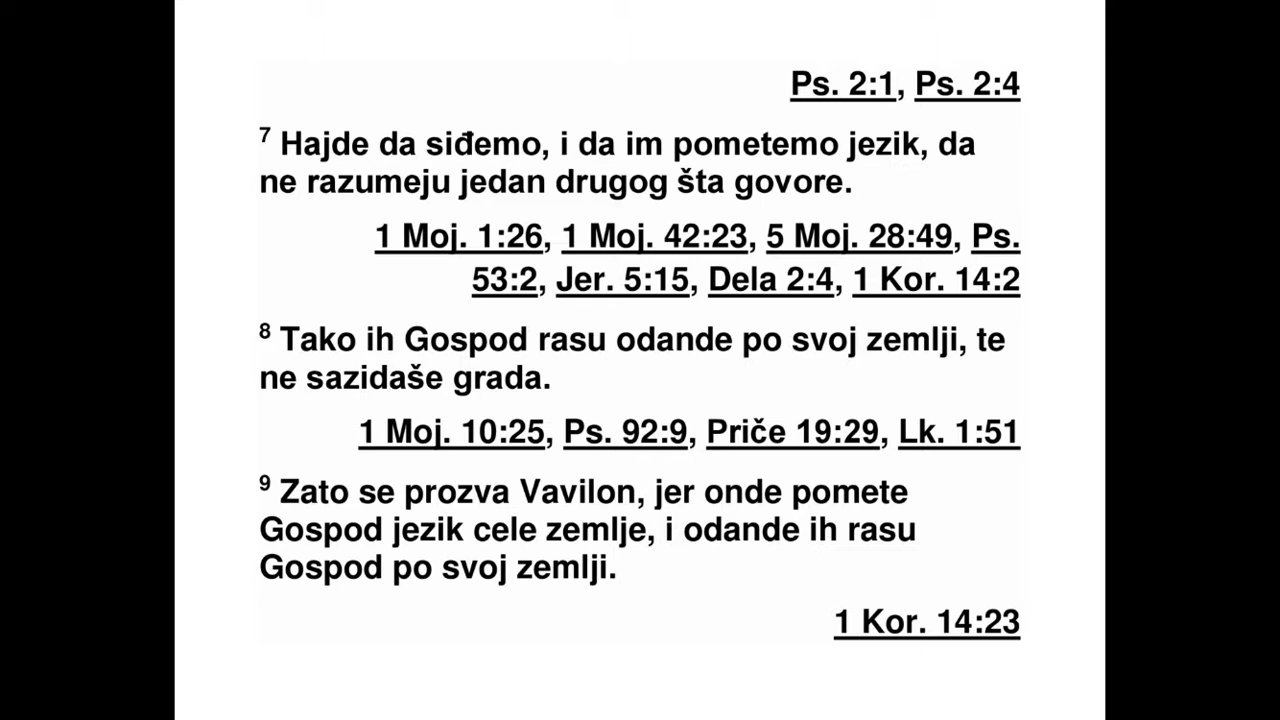 Ps. 2:1, Ps. 2:4
7 Hajde da siđemo, i da im pometemo jezik, da
ne razumeju jedan drugog šta govore.
1 Moj. 1:26, 1 Moj. 42:23, 5 Moj. 28:49, Ps.
53:2, Jer. 5:15, Dela 2:4, 1 Kor. 14:2
8 Tako ih Gospod rasu odande po svoj zemlji, te
ne sazidaše grada.
1 Moj. 10:25, Ps. 92:9, Priče 19:29, Lk. 1:51
9 Zato se prozva Vavilon, jer onde pomete
Gospod jezik cele zemlje, i odande ih rasu
Gospod po svoj zemlji.
1 Kor. 14:23